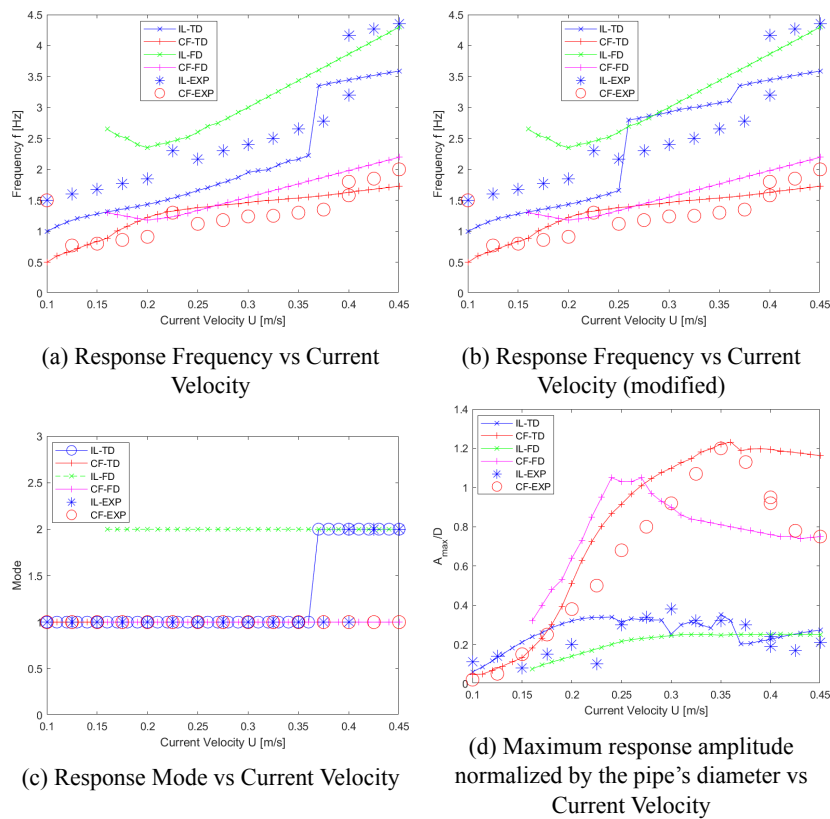 4.5
4
3.5
3
2.5
2
1.5
1
0.5
0
Frequency f [Hz]
IL-TD
CF-TD
IL-FD
CF-FD
IL-EXP
CF-EXP
0.1 0.15 0.2 0.25 0.3 0.35 0.4 0.45
Current Velocity U [m/s]
(a) Response Frequency vs Current
Velocity
4.5
4
3.5
3
2.5
2
1.5
1
0.5
0
Frequency f [Hz]
IL-TD
CF-TD
IL-FD
CF-FD
IL-EXP
CF-EXP
0.1 0.15 0.2 0.25 0.3 0.35 0.4 0.45
Current Velocity U [m/s]
(b) Response Frequency vs Current
Velocity (modified)
3
2.5
2
1.5
1
0.5
0
Mode
IL-TD
CF-TD
IL-FD
CF-FD
IL-EXP
CF-EXP
0.1 0.15 0.2 0.25 0.3 0.35 0.4 0.45
Current Velocity U [m/s]
(c) Response Mode vs Current Velocity
1.4
1.2
1
0.8
0.6
0.4
0.2
0
A_max/D
IL-TD
CF-TD
IL-FD
CF-FD
IL-EXP
CF-EXP
0.1 0.15 0.2 0.25 0.3 0.35 0.4 0.45
Current Velocity U [m/s]
(d) Maximum response amplitude
normalized by the pipe's diameter vs
Current Velocity